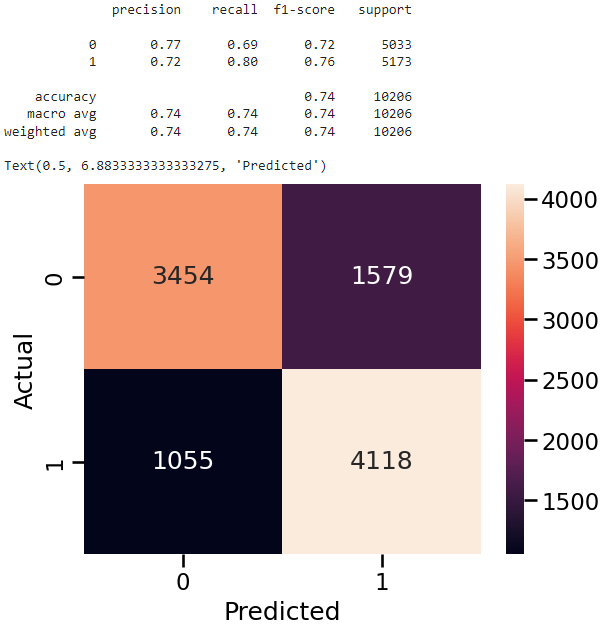 precision recall f1-score support
0 0.77 0.69 0.72 5033
1 0.72 0.80 0.76 5173
accuracy 0.74 10206
macro avg 0.74 0.74 0.74 10206
weighted avg 0.74 0.74 0.74 10206
Text(0.5, 6.8833333333333275, 'Predicted')
4000
3500
3000
2500
2000
1500
Actual
0
3454 1579
1
1055 4118
0 1
Predicted